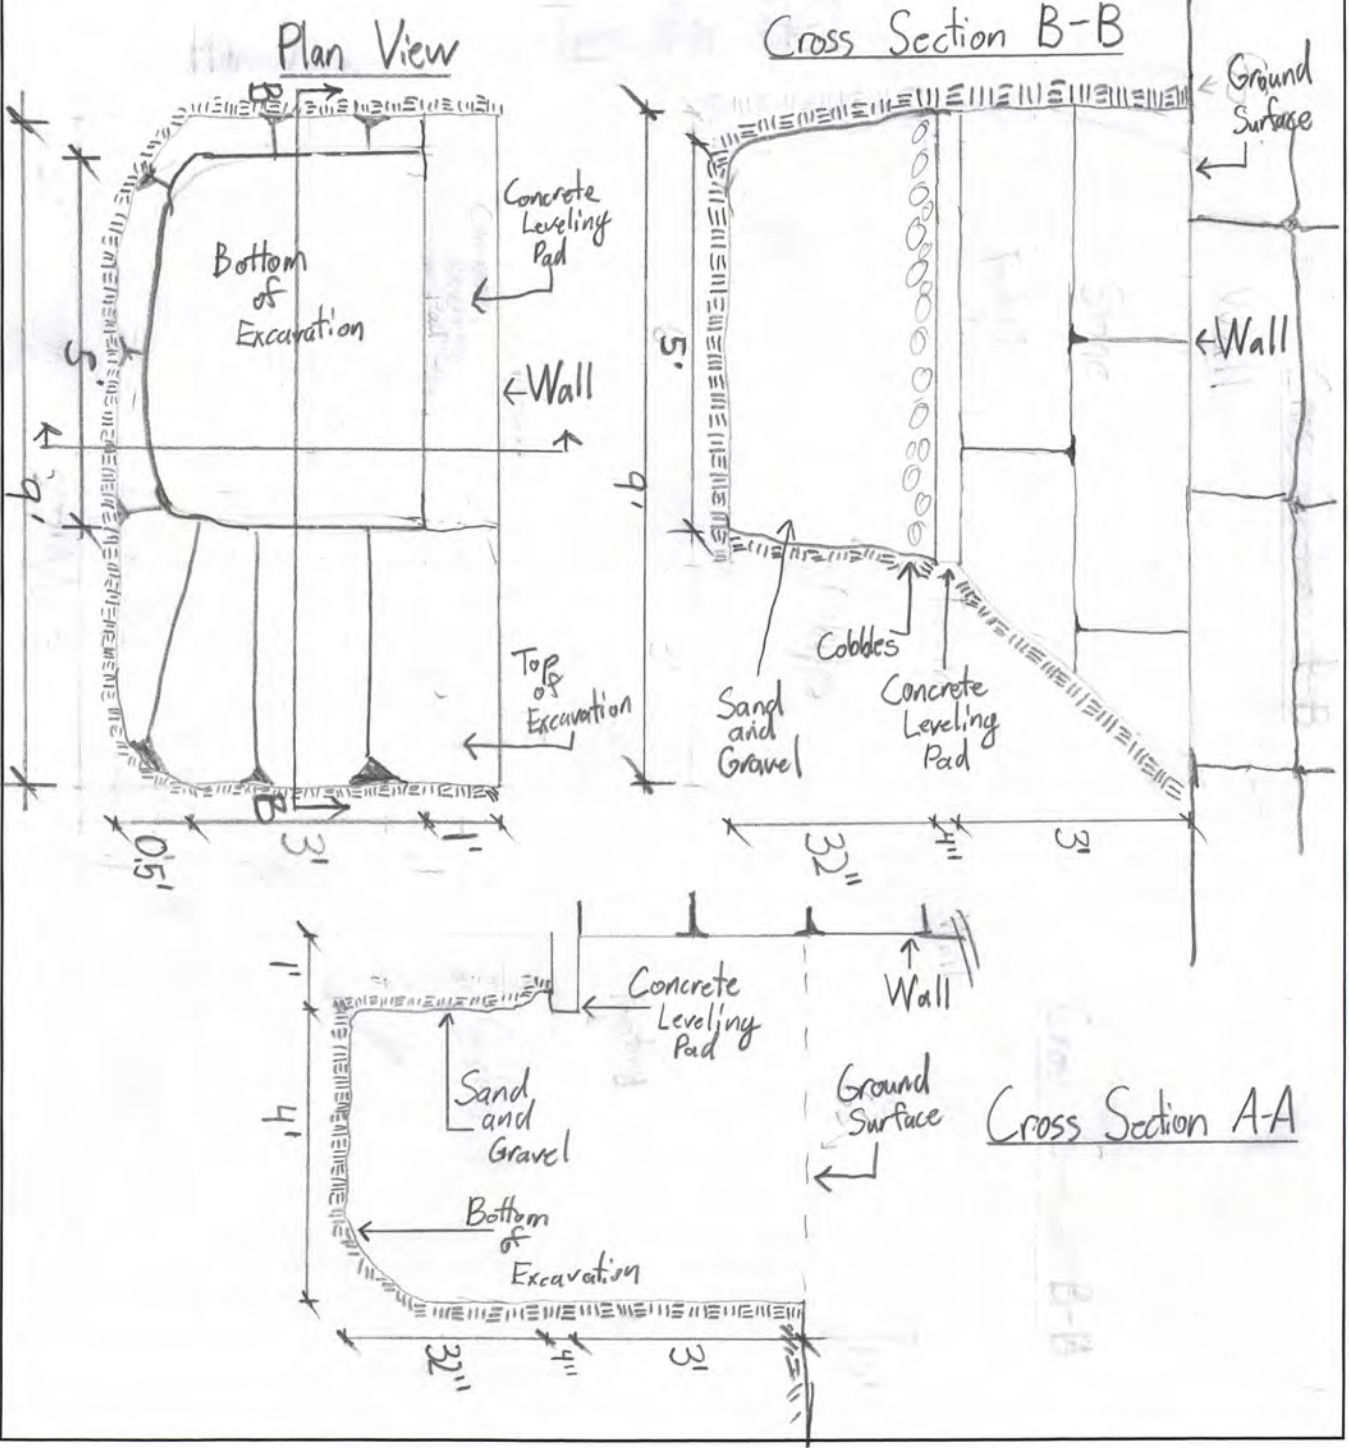 Plan View
B
Concrete
Leveling
Pad
Bottom
of
Excavation
Wall
5'
9'
Top
of
Excavation
B
0.5'
3'
1'
Cross Section B-B
Ground
Surface
Wall
5'
9'
Cobbles
Sand
and
Gravel
Concrete
Leveling
Pad
32"
4"
3'
1'
4'
Concrete
Leveling
Pad
Wall
Sand
and
Gravel
Ground
Surface
Bottom
of
Excavation
32"
4"
3'
Cross Section A-A